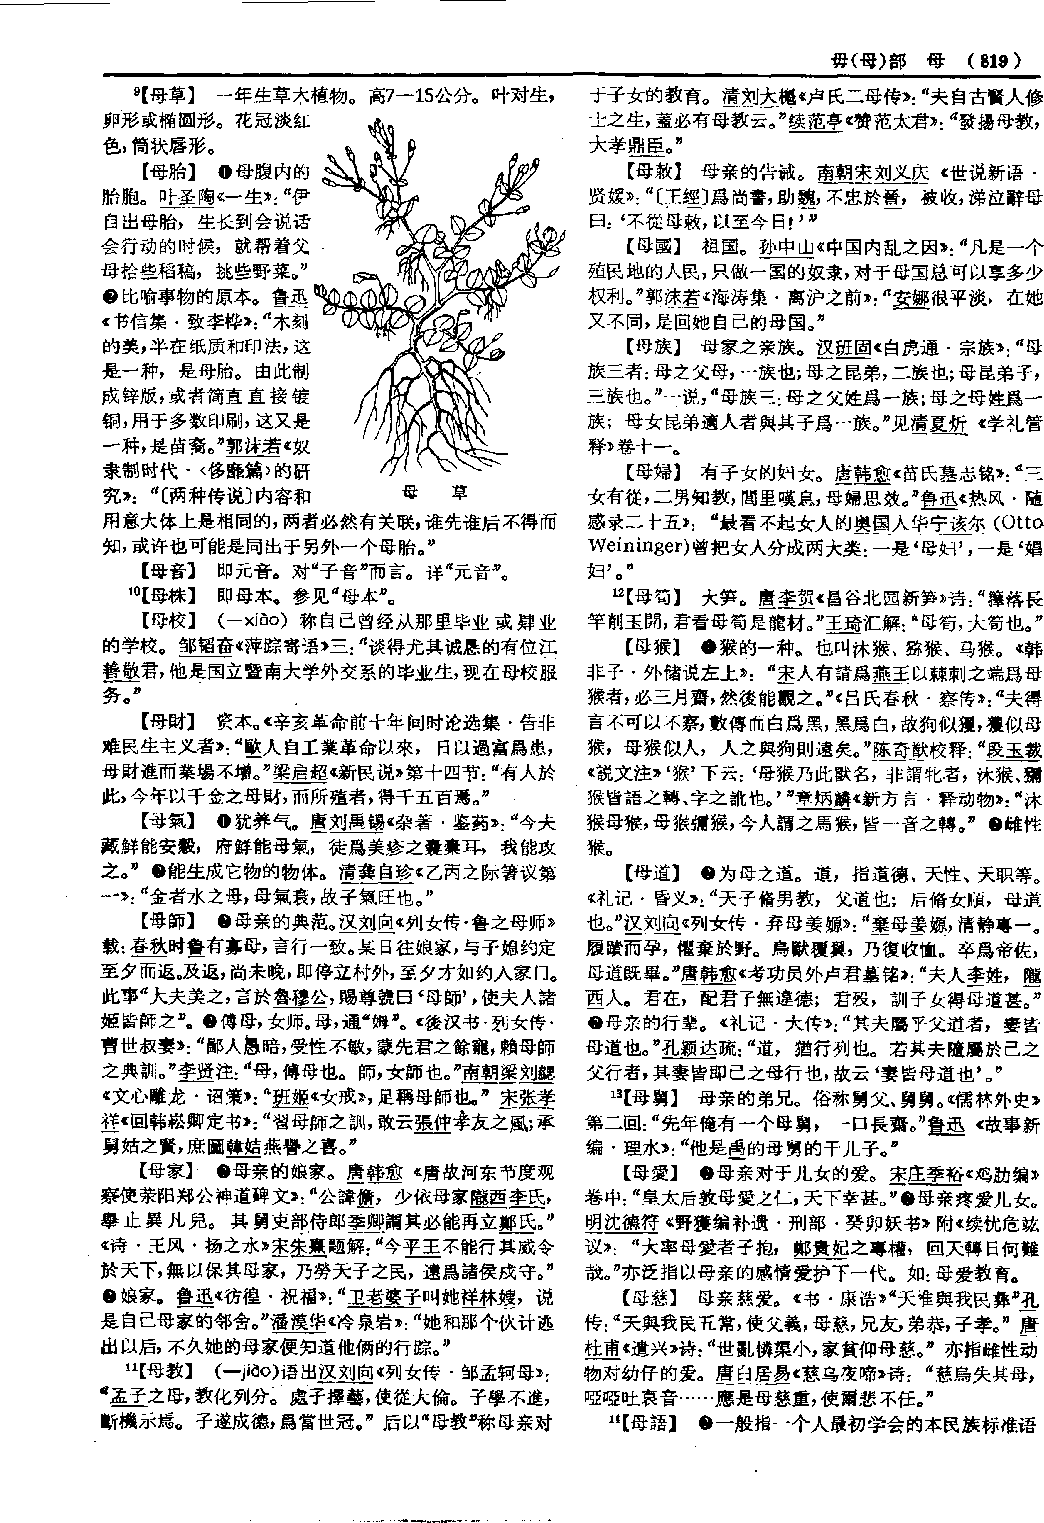 毋(母)部　母　(819)
⁹【母草】　一年生草木植物。高7—15公分。叶对生，
卵形或椭圆形。花冠淡红
色，筒状唇形。
【母胎】　❶母腹内的
胎胞。叶圣陶《一生》：“伊
自出母胎，生长到会说话
会行动的时候，就帮着父
母拾些稻稿，挑些野菜。”
❷比喻事物的原本。鲁迅
《书信集·致李桦》：“木刻
的美，半在纸质和印法，这
是一种，是母胎。由此制
成锌版，或者简直直接镀
铜，用于多数印刷，这又是
一种，是苗裔。”郭沫若《奴
隶制时代·〈侈靡篇〉的研
究》：“〔两种传说〕内容和
母　草
用意大体上是相同的，两者必然有关联，谁先谁后不得而
知，或许也可能是同出于另外一个母胎。”
【母音】　即元音。对“子音”而言。详“元音”。
¹⁰【母株】　即母本。参见“母本”。
【母校】　(—xiào) 称自己曾经从那里毕业或肄业
的学校。邹韬奋《萍踪寄语》三：“谈得尤其诚恳的有位江
善敬君，他是国立暨南大学外交系的毕业生，现在母校服
务。”
【母財】　资本。《辛亥革命前十年间时论选集·告非
难民生主义者》：“歐人自工業革命以來，日以過富爲患，
母財進而業場不增。”梁启超《新民说》第十四节：“有人於
此，今年以千金之母財，而所殖者，得千五百焉。”
【母氣】　❶犹养气。唐刘禹锡《杂著·鉴药》：“今夫
藏鮮能安穀，府鮮能母氣，徒爲美疹之囊橐耳，我能攻
之。”　❷能生成它物的物体。清龚自珍《乙丙之际箸议第
一》：“金者水之母，母氣衰，故子氣旺也。”
【母師】　❶母亲的典范。汉刘向《列女传·鲁之母师》
载：春秋时鲁有寡母，言行一致。某日往娘家，与子媳约定
至夕而返。及返，尚未晚，即停立村外，至夕才如约入家门。
此事“大夫美之，言於魯穆公，賜尊號曰‘母師’，使夫人諸
姬皆師之”。❷傅母，女师。母，通“姆”。《後汉书·列女传·
曹世叔妻》：“鄙人愚暗，受性不敏，蒙先君之餘寵，賴母師
之典訓。”李贤注：“母，傅母也。師，女師也。”南朝梁刘勰
《文心雕龙·诏策》：“班姬《女戒》，足稱母師也。”　宋张孝
祥《回韩崧卿定书》：“習母師之訓，敢云張仲孝友之風；承
舅姑之賢，庶圖韓姞燕譽之喜。”
【母家】　❶母亲的娘家。唐韩愈《唐故河东节度观
察使荥阳郑公神道碑文》：“公諱儋，少依母家隴西李氏，
舉止異凡兒。其舅吏部侍郎季卿謂其必能再立鄭氏。”
《诗·王风·扬之水》宋朱熹题解：“今平王不能行其威令
於天下，無以保其母家，乃勞天子之民，遠爲諸侯戍守。”
❷娘家。鲁迅《彷徨·祝福》：“卫老婆子叫她祥林嫂，说
是自己母家的邻舍。”潘漠华《冷泉岩》：“她和那个伙计逃
出以后，不久她的母家便知道他俩的行踪。”
¹¹【母教】　(—jiào)语出汉刘向《列女传·邹孟轲母》：
“孟子之母，教化列分。處子擇藝，使從大倫。子學不進，
斷機示焉。子遂成德，爲當世冠。”　后以“母教”称母亲对
于子女的教育。清刘大櫆《卢氏二母传》：“夫自古賢人修
士之生，蓋必有母教云。”续范亭《赞范太君》：“發揚母教，
大孝鼎臣。”
【母敕】　母亲的告诫。南朝宋刘义庆《世说新语·
贤媛》：“〔王經〕爲尚書，助魏，不忠於晉，被收，涕泣辭母
曰：‘不從母敕，以至今日！’”
【母國】　祖国。孙中山《中国内乱之因》：“凡是一个
殖民地的人民，只做一国的奴隶，对于母国总可以享多少
权利。”郭沫若《海涛集·离沪之前》：“安娜很平淡，在她
又不同，是回她自己的母国。”
【母族】　母家之亲族。汉班固《白虎通·宗族》：“母
族三者：母之父母，一族也；母之昆弟，二族也；母昆弟子，
三族也。”一说，“母族三：母之父姓爲一族；母之母姓爲一
族；母女昆弟適人者與其子爲一族。”见清夏炘《学礼管
释》卷十一。
【母婦】　有子女的妇女。唐韩愈《苗氏墓志铭》：“三
女有從，二男知教，閭里嘆息，母婦思效。”鲁迅《热风·随
感录二十五》：“最看不起女人的奥国人华宁该尔 (Otto
Weininger)曾把女人分成两大类：一是‘母妇’，一是‘娼
妇’。”
¹²【母筍】　大笋。唐李贺《昌谷北园新笋》诗：“籜落長
竿削玉開，君看母筍是龍材。”王琦汇解：“母筍，大筍也。”
【母猴】　❶猴的一种。也叫沐猴、猕猴、马猴。《韩
非子·外储说左上》：“宋人有請爲燕王以棘刺之端爲母
猴者，必三月齋，然後能觀之。”《吕氏春秋·察传》：“夫得
言不可以不察，數傳而白爲黑，黑爲白，故狗似玃，玃似母
猴，母猴似人，人之與狗則遠矣。”陈奇猷校释：“段玉裁
《說文注》‘猴’下云：‘母猴乃此獸名，非謂牝者，沐猴、獼
猴皆語之轉、字之訛也。’”章炳麟《新方言·释动物》：“沐
猴母猴，母猴獼猴，今人謂之馬猴，皆一音之轉。”　❷雌性
猴。
【母道】　❶为母之道。道，指道德、天性、天职等。
《礼记·昏义》：“天子脩男教，父道也；后脩女順，母道
也。”汉刘向《列女传·弃母姜嫄》：“棄母姜嫄，清静專一。
履蹟而孕，懼棄於野。鳥獸覆翼，乃復收恤。卒爲帝佐，
母道既畢。”唐韩愈《考功员外卢君墓铭》：“夫人李姓，隴
西人。君在，配君子無違德；君殁，訓子女得母道甚。”
❷母亲的行辈。《礼记·大传》：“其夫屬乎父道者，妻皆
母道也。”孔颖达疏：“道，猶行列也。若其夫隨屬於己之
父行者，其妻皆即己之母行也，故云‘妻皆母道也’。”
¹³【母舅】　母亲的弟兄。俗称舅父、舅舅。《儒林外史》
第二回：“先年俺有一个母舅，一口長齋。”鲁迅《故事新
编·理水》：“他是禹的母舅的干儿子。”
【母愛】　❶母亲对于儿女的爱。宋庄季裕《鸡肋编》
卷中：“皇太后敦母愛之仁，天下幸甚。”❷母亲疼爱儿女。
明沈德符《野獲编补遗·刑部·癸卯妖书》附《续忧危竑
议》：“大率母愛者子抱，鄭貴妃之專權，回天轉日何難
哉。”亦泛指以母亲的感情爱护下一代。如：母爱教育。
【母慈】　母亲慈爱。《书·康诰》“天惟與我民彝”孔
传：“天與我民五常，使父義，母慈，兄友，弟恭，子孝。”　唐
杜甫《遣兴》诗：“世亂憐渠小，家貧仰母慈。”　亦指雌性动
物对幼仔的爱。唐白居易《慈乌夜啼》诗：“慈烏失其母，
啞啞吐哀音……應是母慈重，使爾悲不任。”
¹⁴【母語】　❶一般指一个人最初学会的本民族标准语